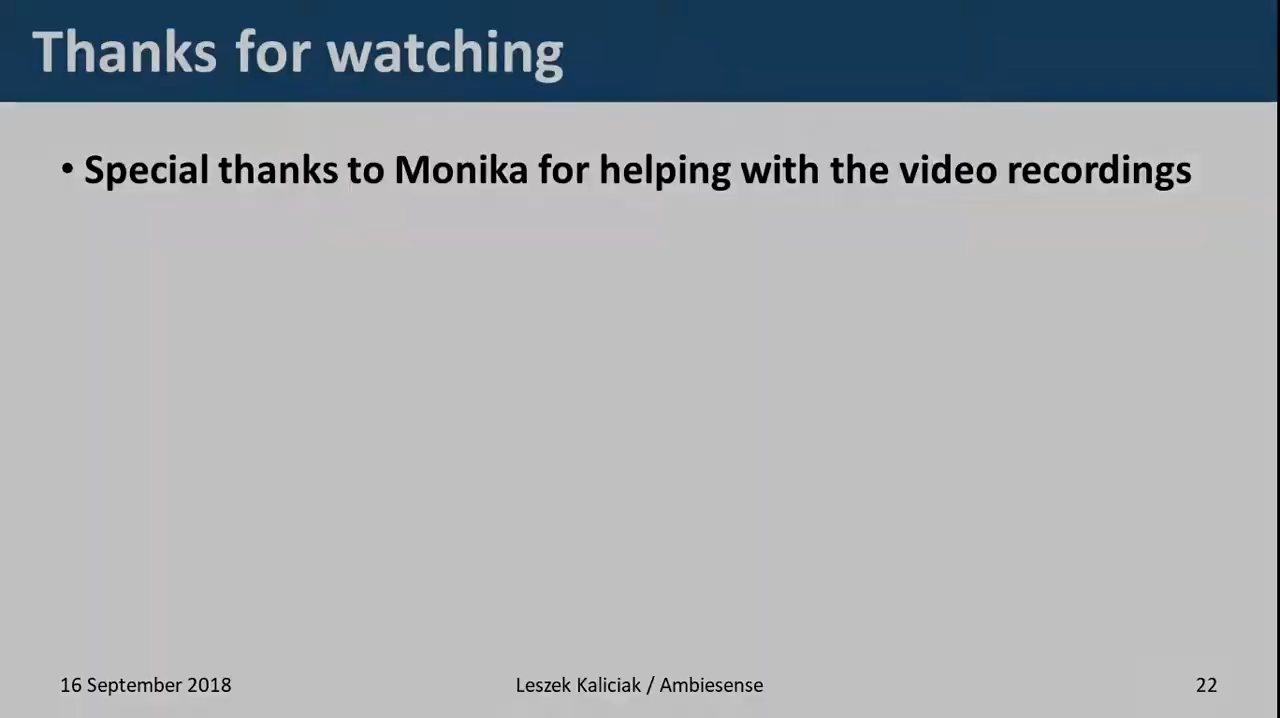 Thanks for watching
• Special thanks to Monika for helping with the video recordings
16 September 2018
Leszek Kaliciak / Ambiesense
22